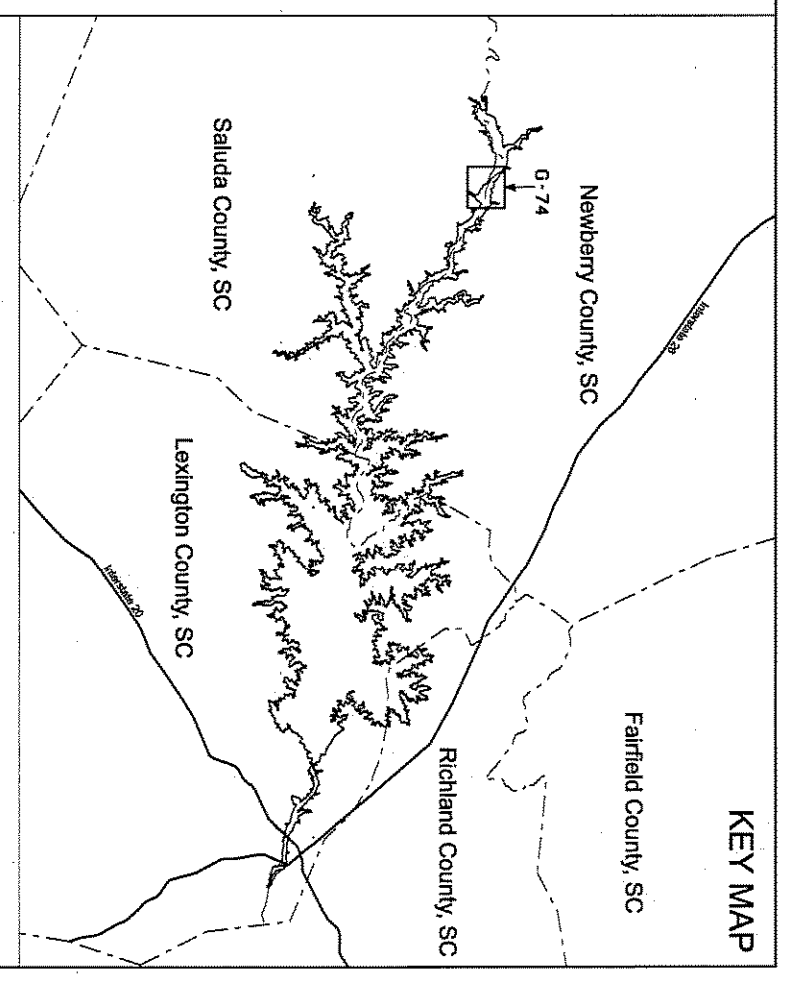 KEY MAP
Fairfield County, SC
Newberry County, SC
Interstate 26
G-74
Richland County, SC
Saluda County, SC
Lexington County, SC
Interstate 20